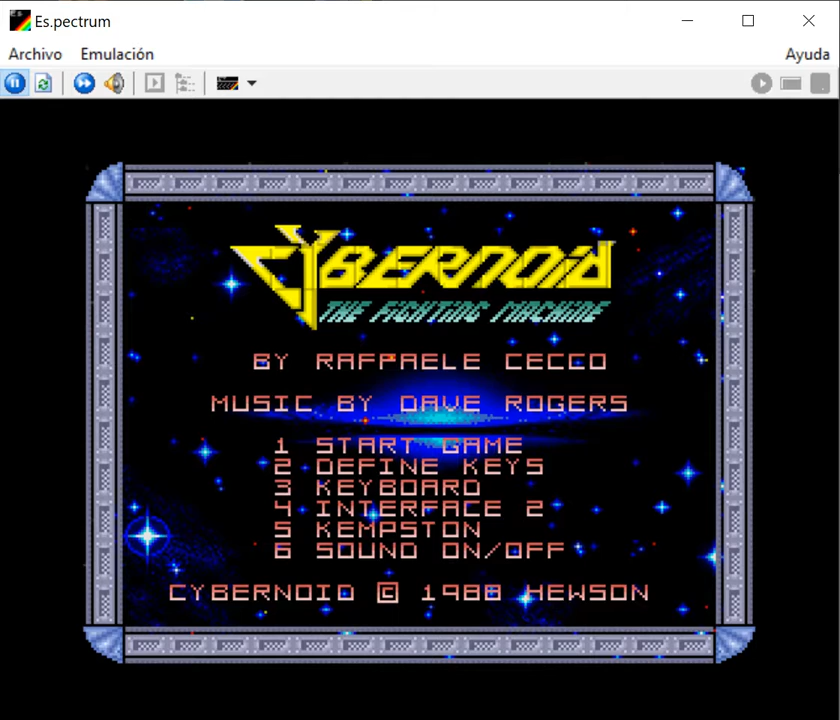 Es.pectrum
Archivo Emulación Ayuda
CYBERNOID
THE FIGHTING MACHINE
BY RAFFAELE CECCO
MUSIC BY DAVE ROGERS
1 START GAME
2 DEFINE KEYS
3 KEYBOARD
4 INTERFACE 2
5 KEMPSTON
6 SOUND ON/OFF
CYBERNOID © 1988 HEWSON